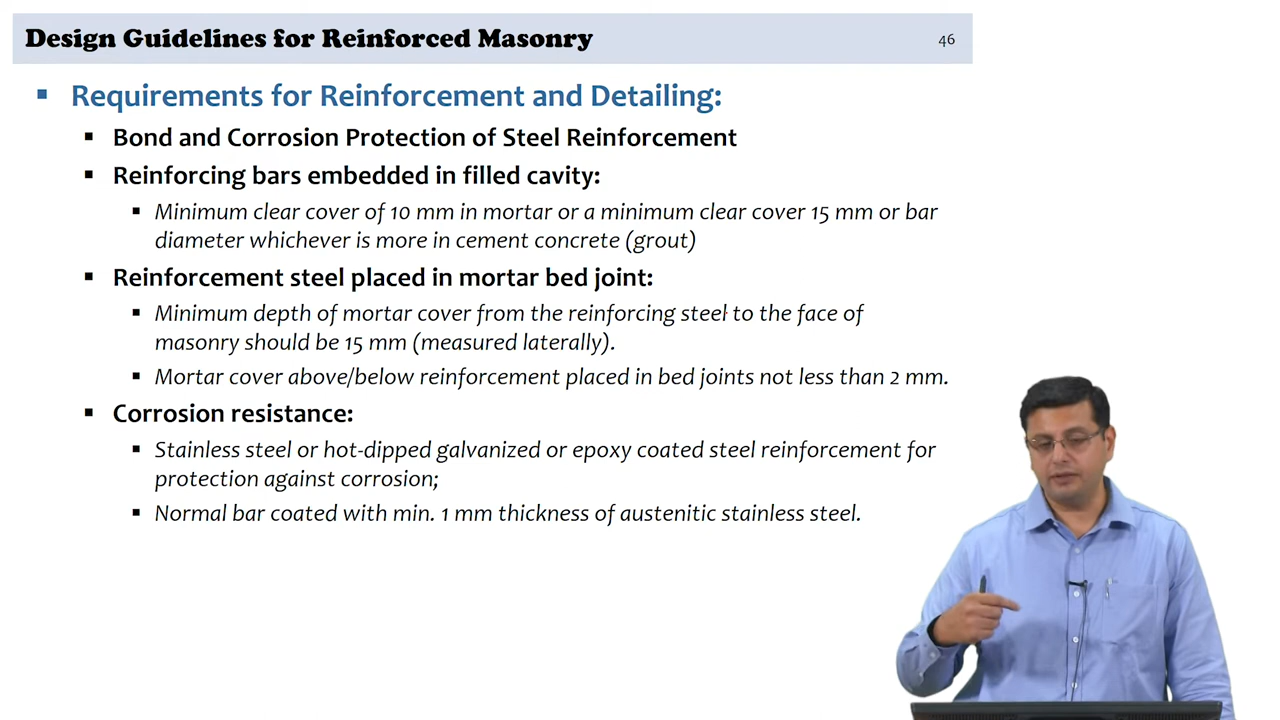 Design Guidelines for Reinforced Masonry
46
Requirements for Reinforcement and Detailing:
Bond and Corrosion Protection of Steel Reinforcement
Reinforcing bars embedded in filled cavity:
Minimum clear cover of 10 mm in mortar or a minimum clear cover 15 mm or bar
diameter whichever is more in cement concrete (grout)
Reinforcement steel placed in mortar bed joint:
Minimum depth of mortar cover from the reinforcing steel to the face of
masonry should be 15 mm (measured laterally).
Mortar cover above/below reinforcement placed in bed joints not less than 2 mm.
Corrosion resistance:
Stainless steel or hot-dipped galvanized or epoxy coated steel reinforcement for
protection against corrosion;
Normal bar coated with min. 1 mm thickness of austenitic stainless steel.